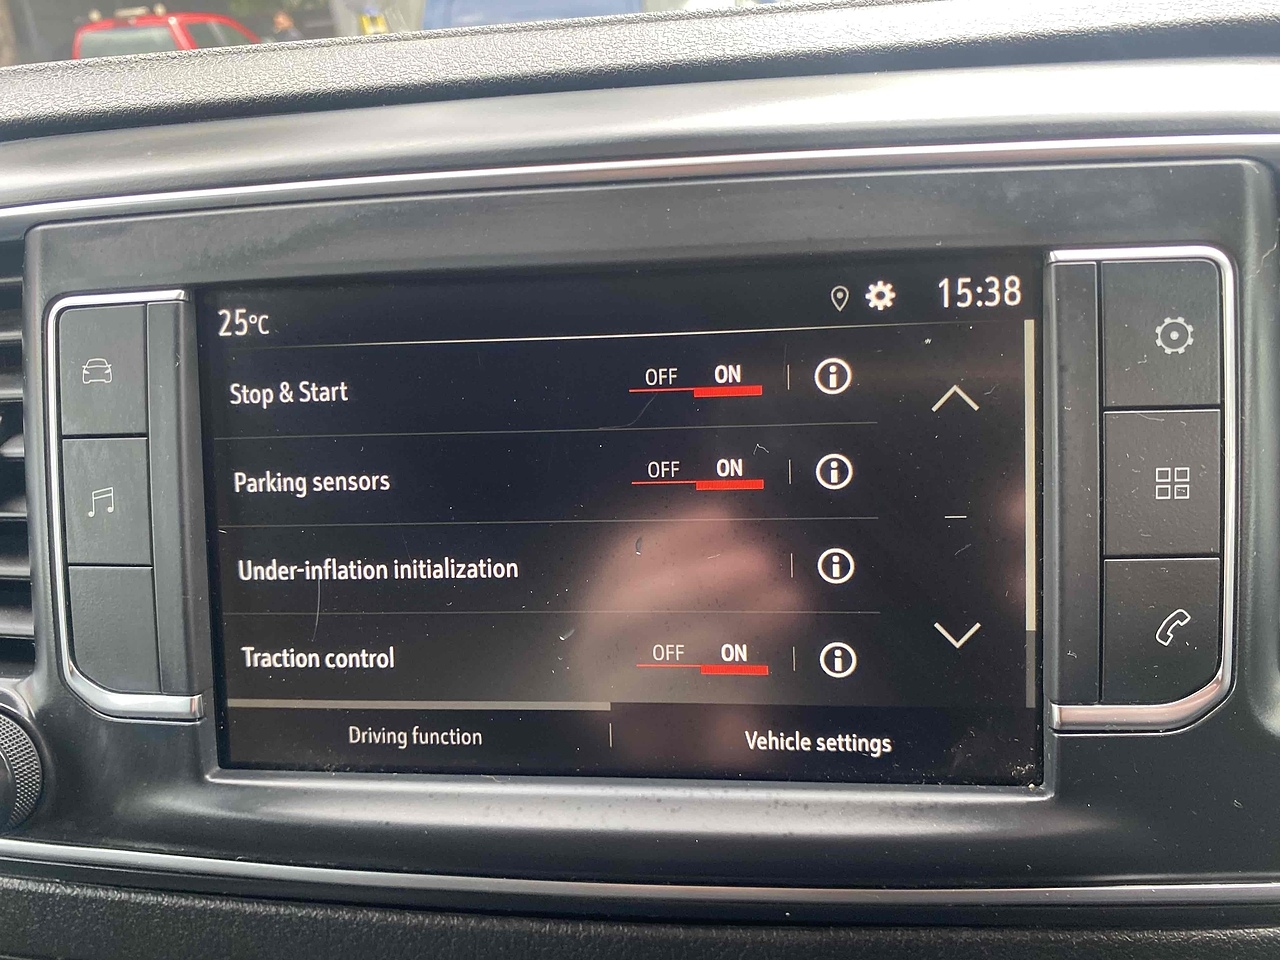 25°C 15:38
Stop & Start OFF ON
Parking sensors OFF ON
Under-inflation initialization
Traction control OFF ON
Driving function Vehicle settings